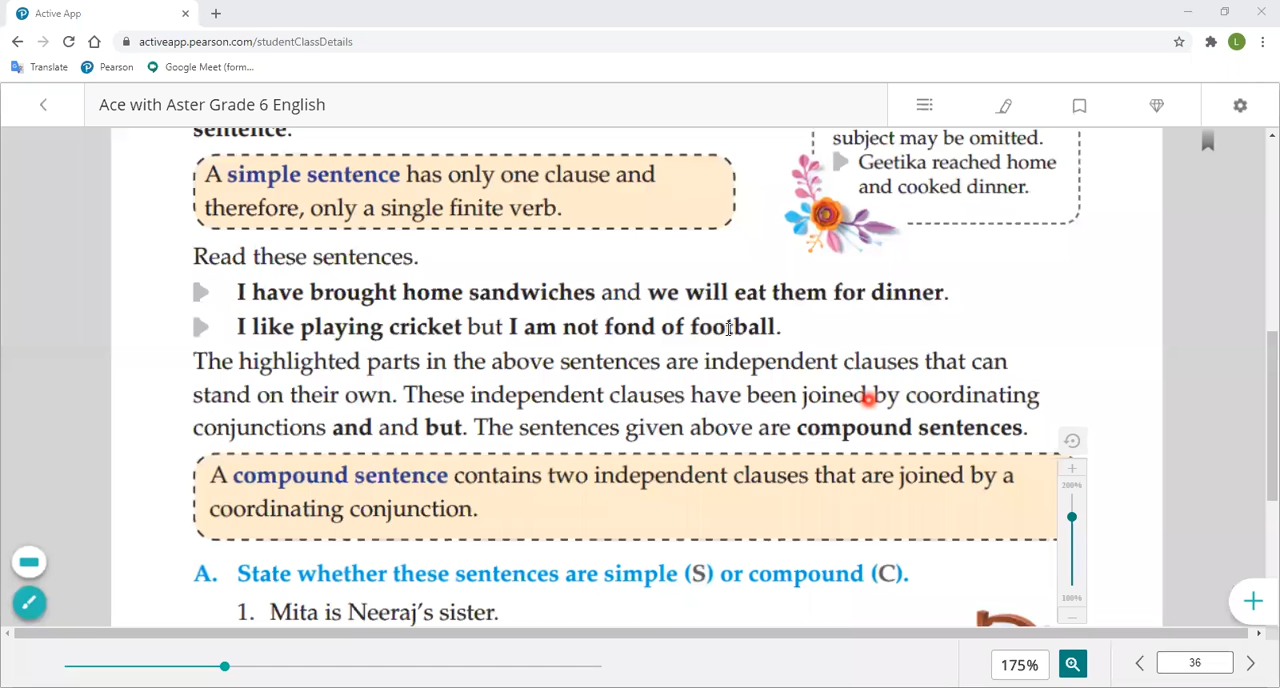 Active App
activeapp.pearson.com/studentClassDetails
L
Translate
Pearson
Google Meet (form...
Ace with Aster Grade 6 English
sentence.
A simple sentence has only one clause and
therefore, only a single finite verb.
subject may be omitted.
Geetika reached home
and cooked dinner.
Read these sentences.
I have brought home sandwiches and we will eat them for dinner.
I like playing cricket but I am not fond of football.
The highlighted parts in the above sentences are independent clauses that can
stand on their own. These independent clauses have been joined by coordinating
conjunctions and and but. The sentences given above are compound sentences.
A compound sentence contains two independent clauses that are joined by a
coordinating conjunction.
200%
100%
A. State whether these sentences are simple (S) or compound (C).
1. Mita is Neeraj's sister.
175%
36